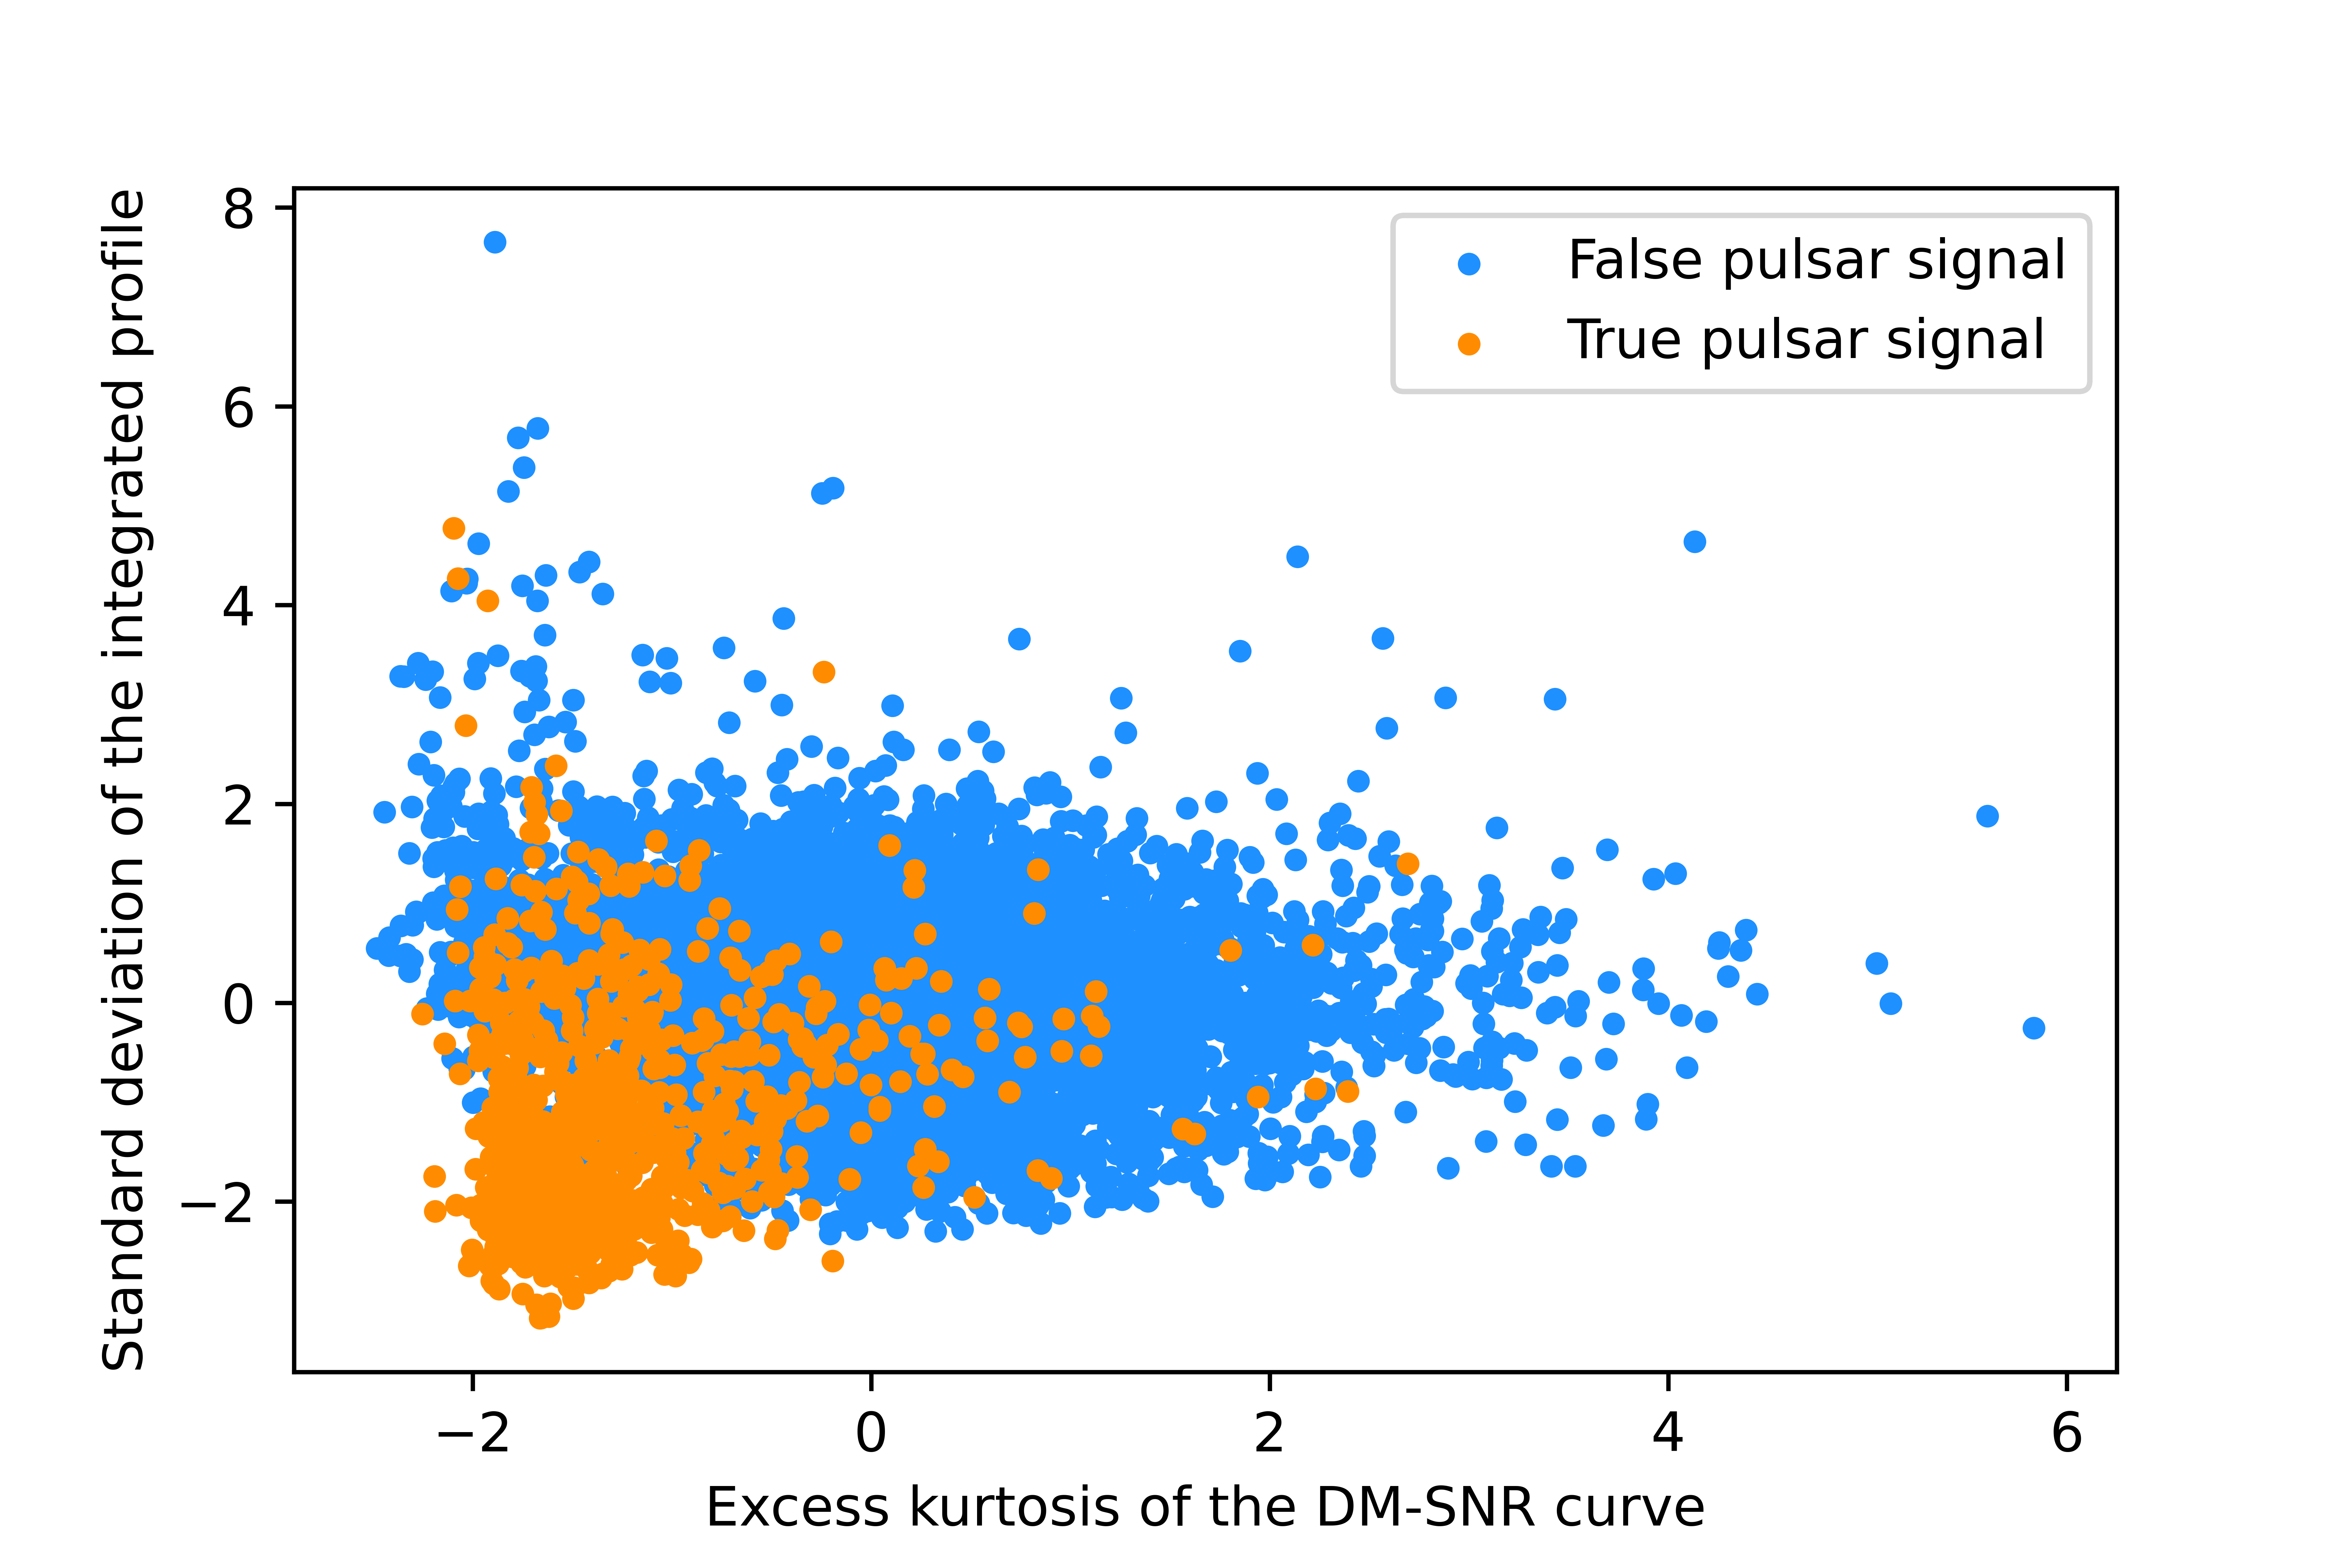 8
6
4
2
0
−2
−2
0
2
4
6
Standard deviation of the integrated profile
Excess kurtosis of the DM-SNR curve
False pulsar signal
True pulsar signal